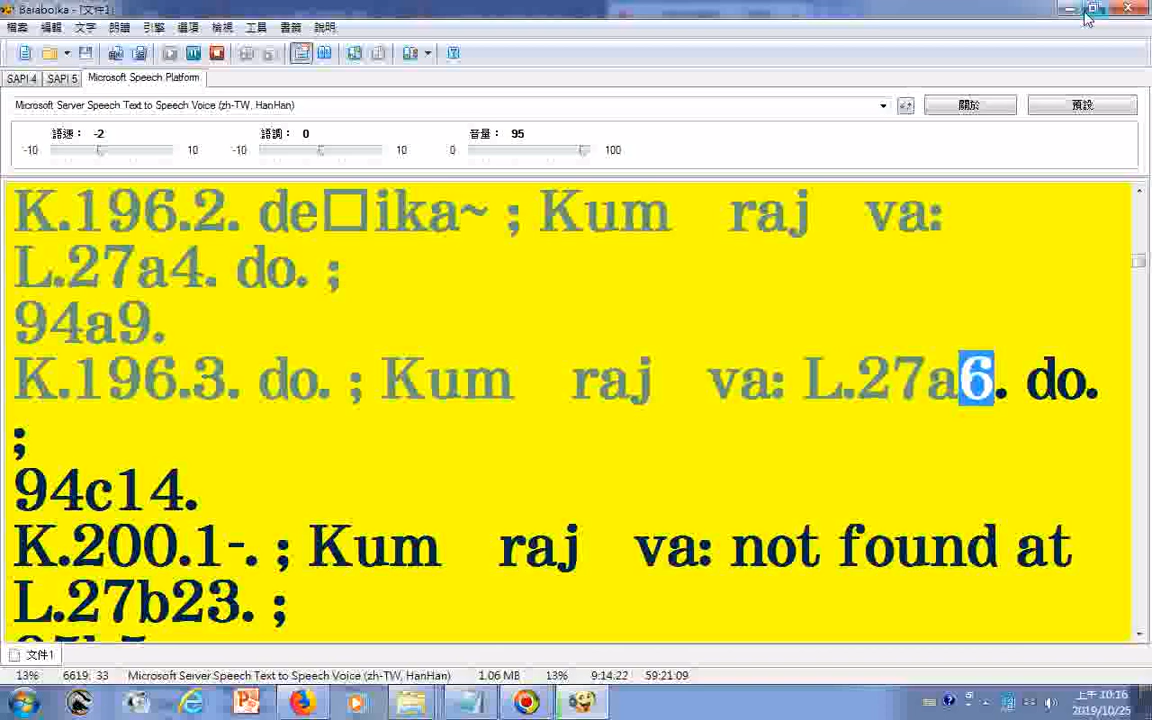 Balabolka - [文件1]
檔案 編輯 文字 朗讀 引擎 選項 檢視 工具 書籤 說明
SAPI 4 SAPI 5 Microsoft Speech Platform
Microsoft Server Speech Text to Speech Voice (zh-TW, HanHan) 關於 預設
語速： -2 語調： 0 音量： 95
-10 10 -10 10 0 100
K.196.2. de□ika~ ; Kum raj va:
L.27a4. do. ;
94a9.
K.196.3. do. ; Kum raj va: L.27a6. do.
;
94c14.
K.200.1-. ; Kum raj va: not found at
L.27b23. ;
文件1
13% 6619, 33 Microsoft Server Speech Text to Speech Voice (zh-TW, HanHan) 1.06 MB 13% 9:14.22 59:21:09
上午 10:16
2019/10/25